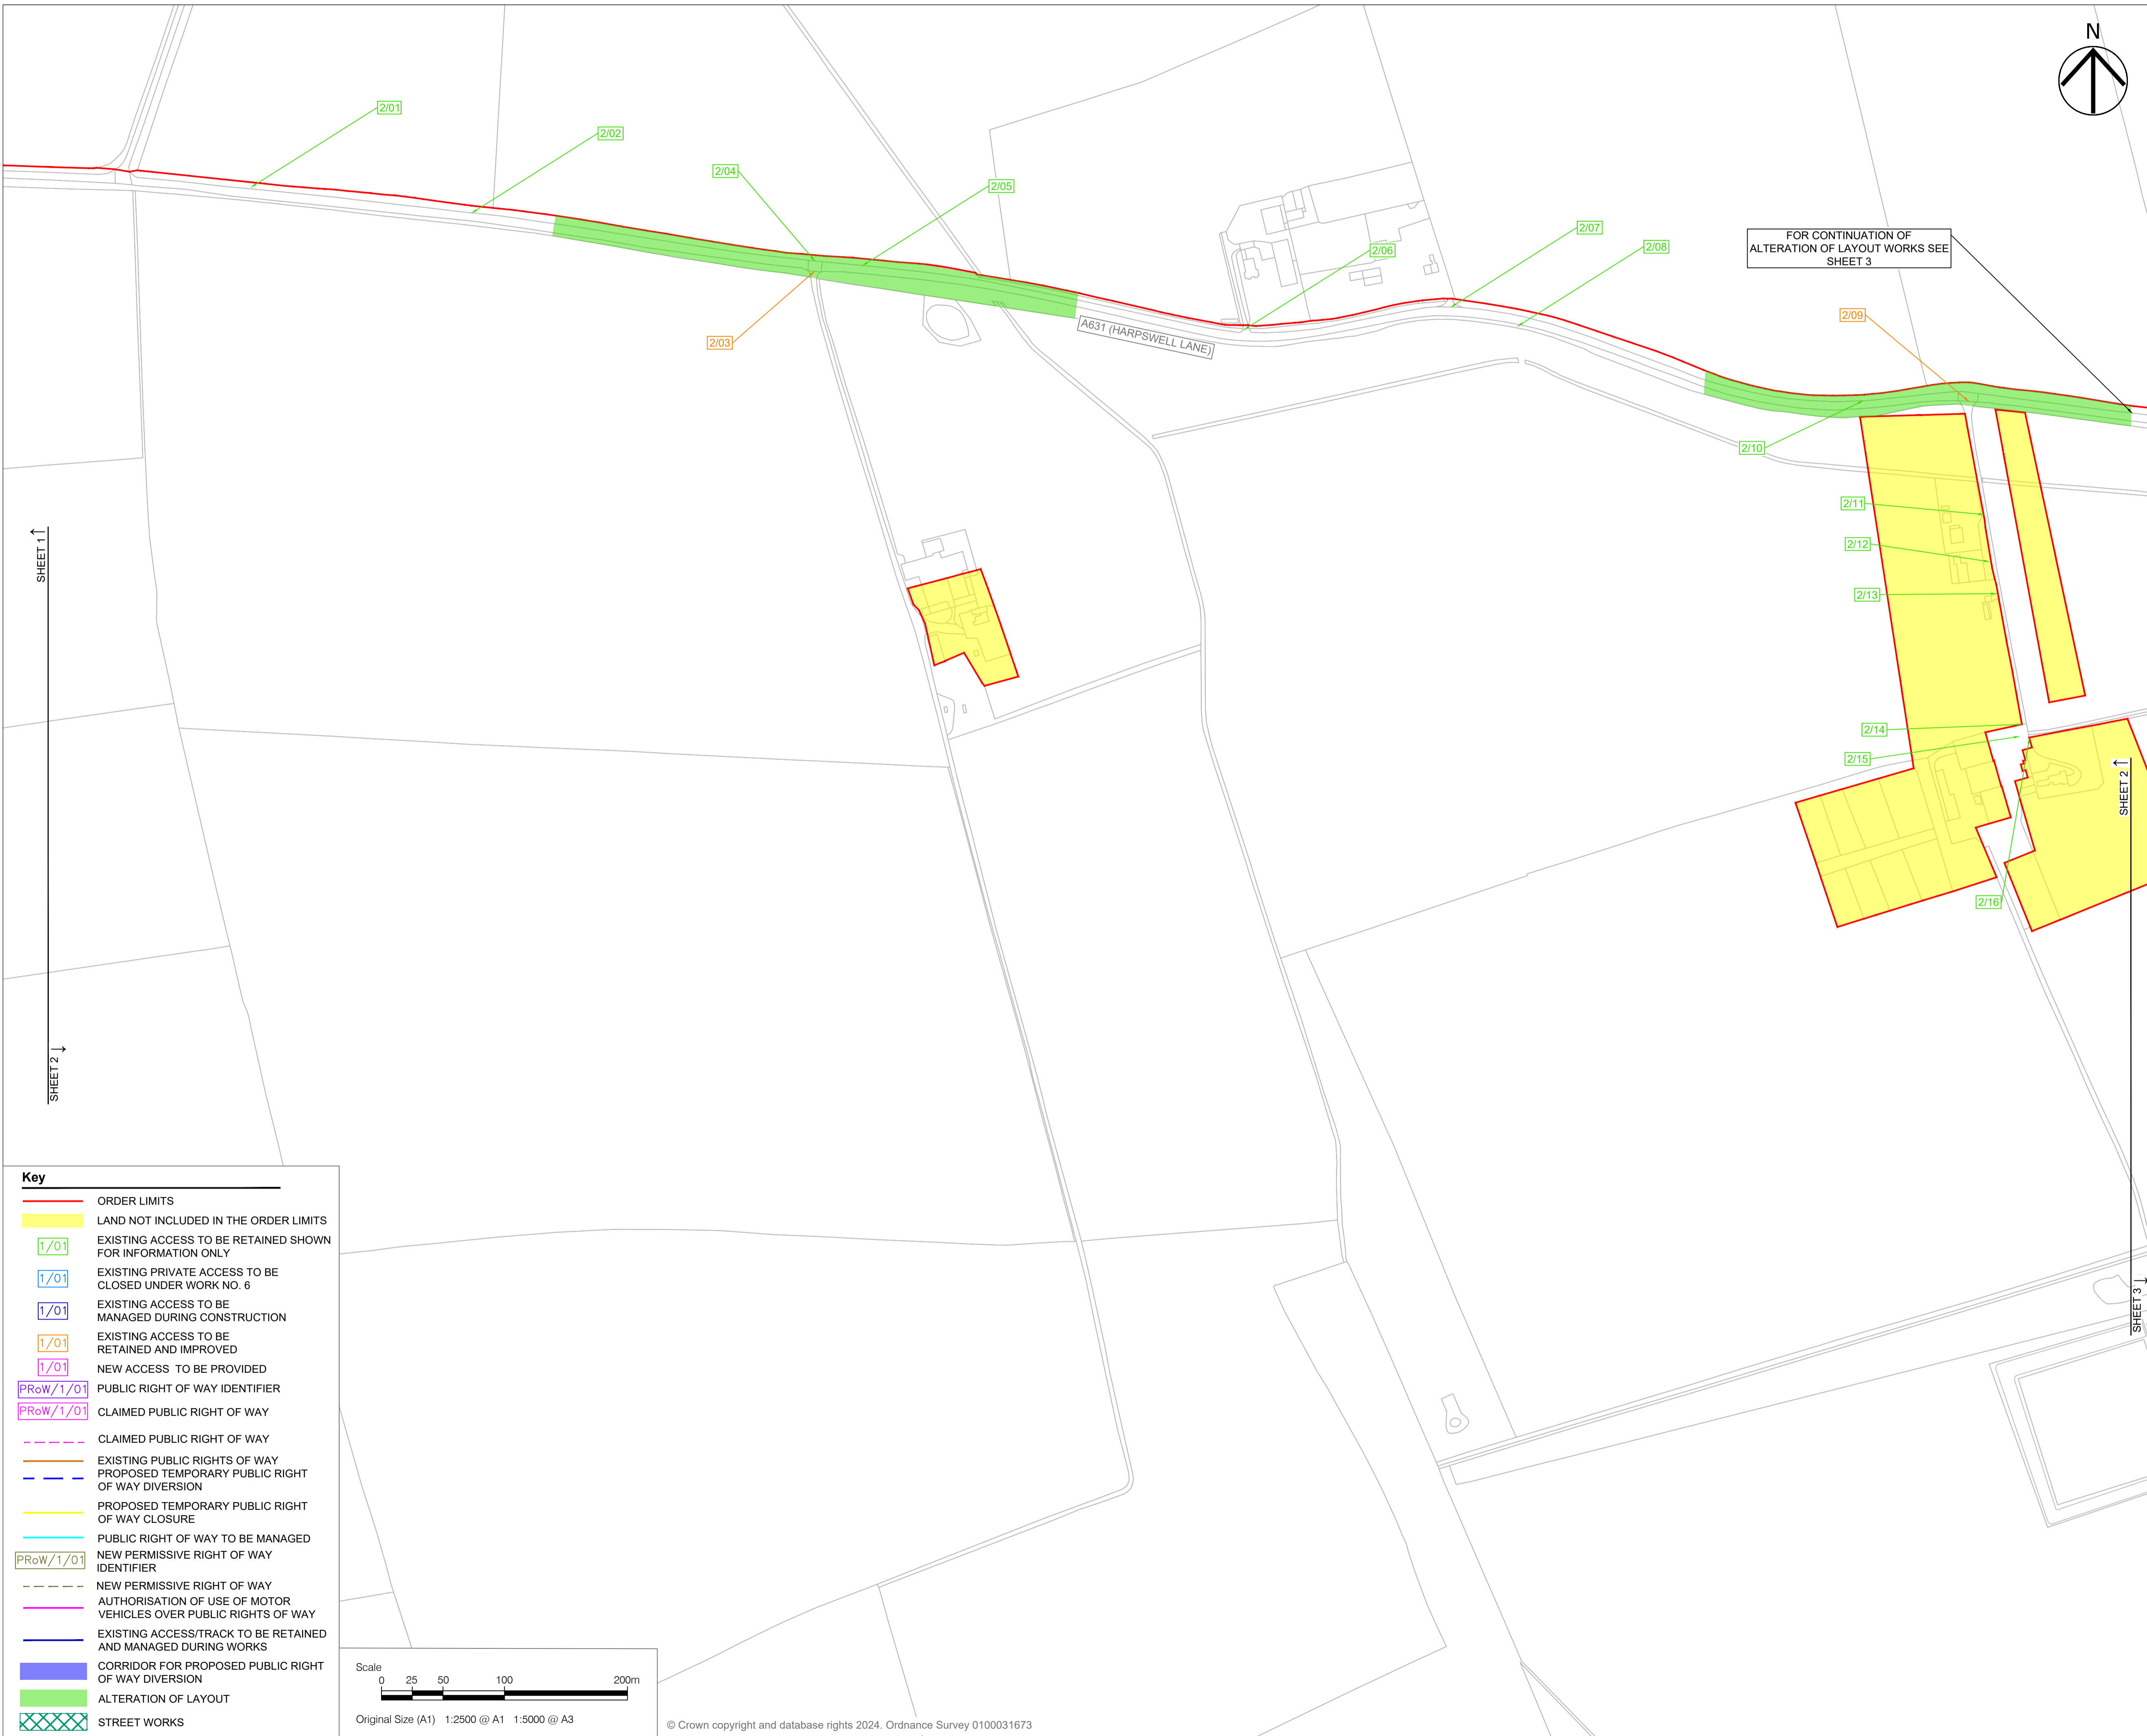 N
2/01
2/02
2/04
2/05
2/03
2/06
2/07
2/08
A631 (HARPSWELL LANE)
FOR CONTINUATION OF
ALTERATION OF LAYOUT WORKS SEE
SHEET 3
2/09
2/10
2/11
2/12
2/13
2/14
2/15
2/16
SHEET 1
SHEET 2
SHEET 2
SHEET 3
Key
ORDER LIMITS
LAND NOT INCLUDED IN THE ORDER LIMITS
1/01 EXISTING ACCESS TO BE RETAINED SHOWN
FOR INFORMATION ONLY
1/01 EXISTING PRIVATE ACCESS TO BE
CLOSED UNDER WORK NO. 6
1/01 EXISTING ACCESS TO BE
MANAGED DURING CONSTRUCTION
1/01 EXISTING ACCESS TO BE
RETAINED AND IMPROVED
1/01 NEW ACCESS TO BE PROVIDED
PRoW/1/01 PUBLIC RIGHT OF WAY IDENTIFIER
PRoW/1/01 CLAIMED PUBLIC RIGHT OF WAY
CLAIMED PUBLIC RIGHT OF WAY
EXISTING PUBLIC RIGHTS OF WAY
PROPOSED TEMPORARY PUBLIC RIGHT
OF WAY DIVERSION
PROPOSED TEMPORARY PUBLIC RIGHT
OF WAY CLOSURE
PUBLIC RIGHT OF WAY TO BE MANAGED
PRoW/1/01 NEW PERMISSIVE RIGHT OF WAY
IDENTIFIER
NEW PERMISSIVE RIGHT OF WAY
AUTHORISATION OF USE OF MOTOR
VEHICLES OVER PUBLIC RIGHTS OF WAY
EXISTING ACCESS/TRACK TO BE RETAINED
AND MANAGED DURING WORKS
CORRIDOR FOR PROPOSED PUBLIC RIGHT
OF WAY DIVERSION
ALTERATION OF LAYOUT
STREET WORKS
Scale
0 25 50 100 200m
Original Size (A1) 1:2500 @ A1 1:5000 @ A3
© Crown copyright and database rights 2024. Ordnance Survey 0100031673